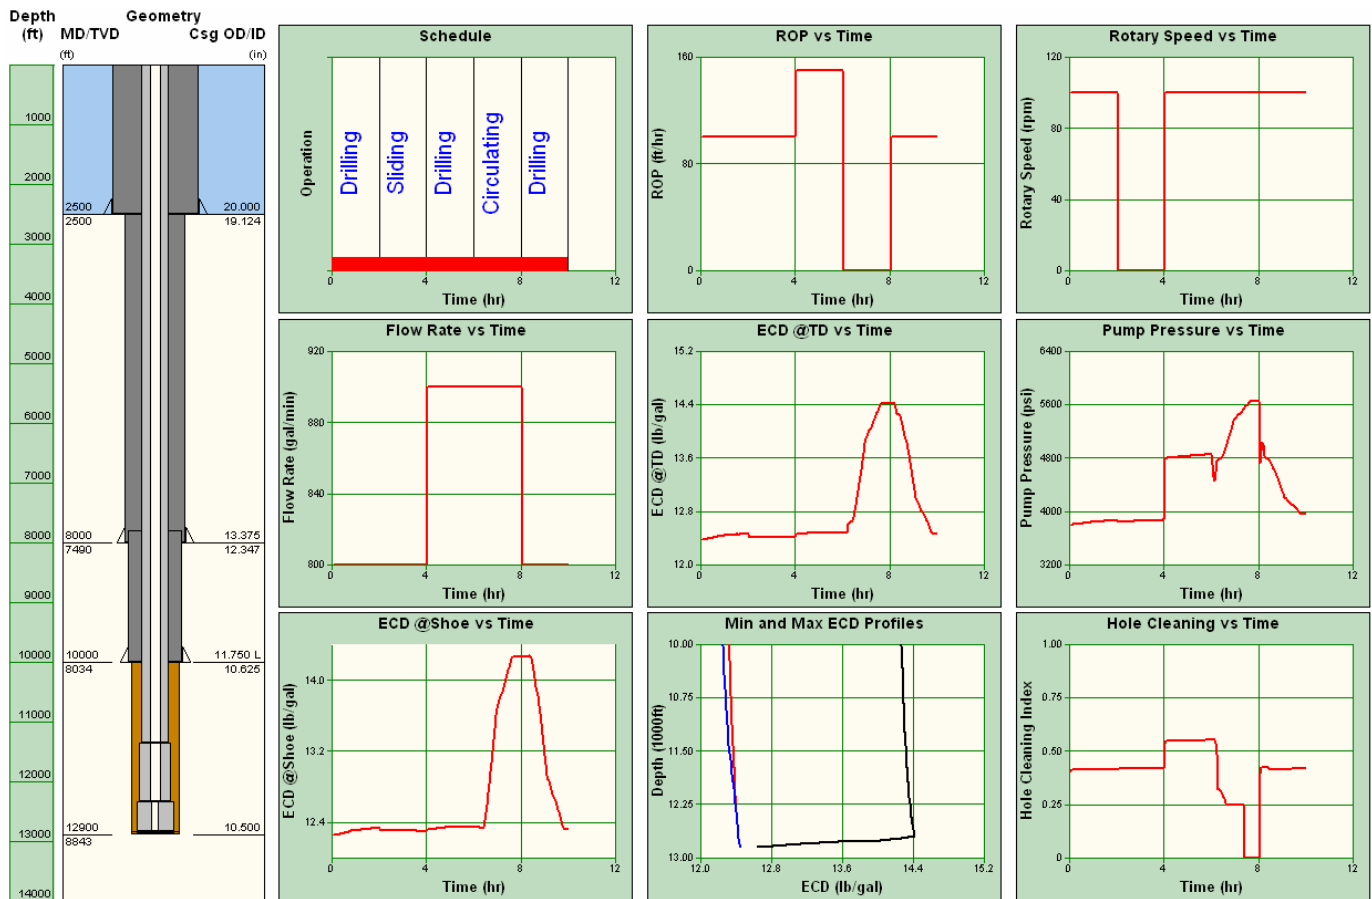 Depth
(ft)
Geometry
MD/TVD
Csg OD/ID
(ft)
(in)
1000
2000
3000
4000
5000
6000
7000
8000
9000
10000
11000
12000
13000
14000
2500
2500
20.000
19.124
8000
7490
13.375
12.347
10000
8034
11.750 L
10.625
12900
8843
10.500
Schedule
Operation
Drilling
Sliding
Drilling
Circulating
Drilling
0
4
8
12
Time (hr)
ROP vs Time
ROP (ft/hr)
160
80
0
0
4
8
12
Time (hr)
Rotary Speed vs Time
Rotary Speed (rpm)
120
80
40
0
0
4
8
12
Time (hr)
Flow Rate vs Time
Flow Rate (gal/min)
920
880
840
800
0
4
8
12
Time (hr)
ECD @TD vs Time
ECD @TD (lb/gal)
15.2
14.4
13.6
12.8
12.0
0
4
8
12
Time (hr)
Pump Pressure vs Time
Pump Pressure (psi)
6400
5600
4800
4000
3200
0
4
8
12
Time (hr)
ECD @Shoe vs Time
ECD @Shoe (lb/gal)
14.0
13.2
12.4
0
4
8
12
Time (hr)
Min and Max ECD Profiles
Depth (1000ft)
10.00
10.75
11.50
12.25
13.00
12.0
12.8
13.6
14.4
15.2
ECD (lb/gal)
Hole Cleaning vs Time
Hole Cleaning Index
1.00
0.75
0.50
0.25
0
0
4
8
12
Time (hr)